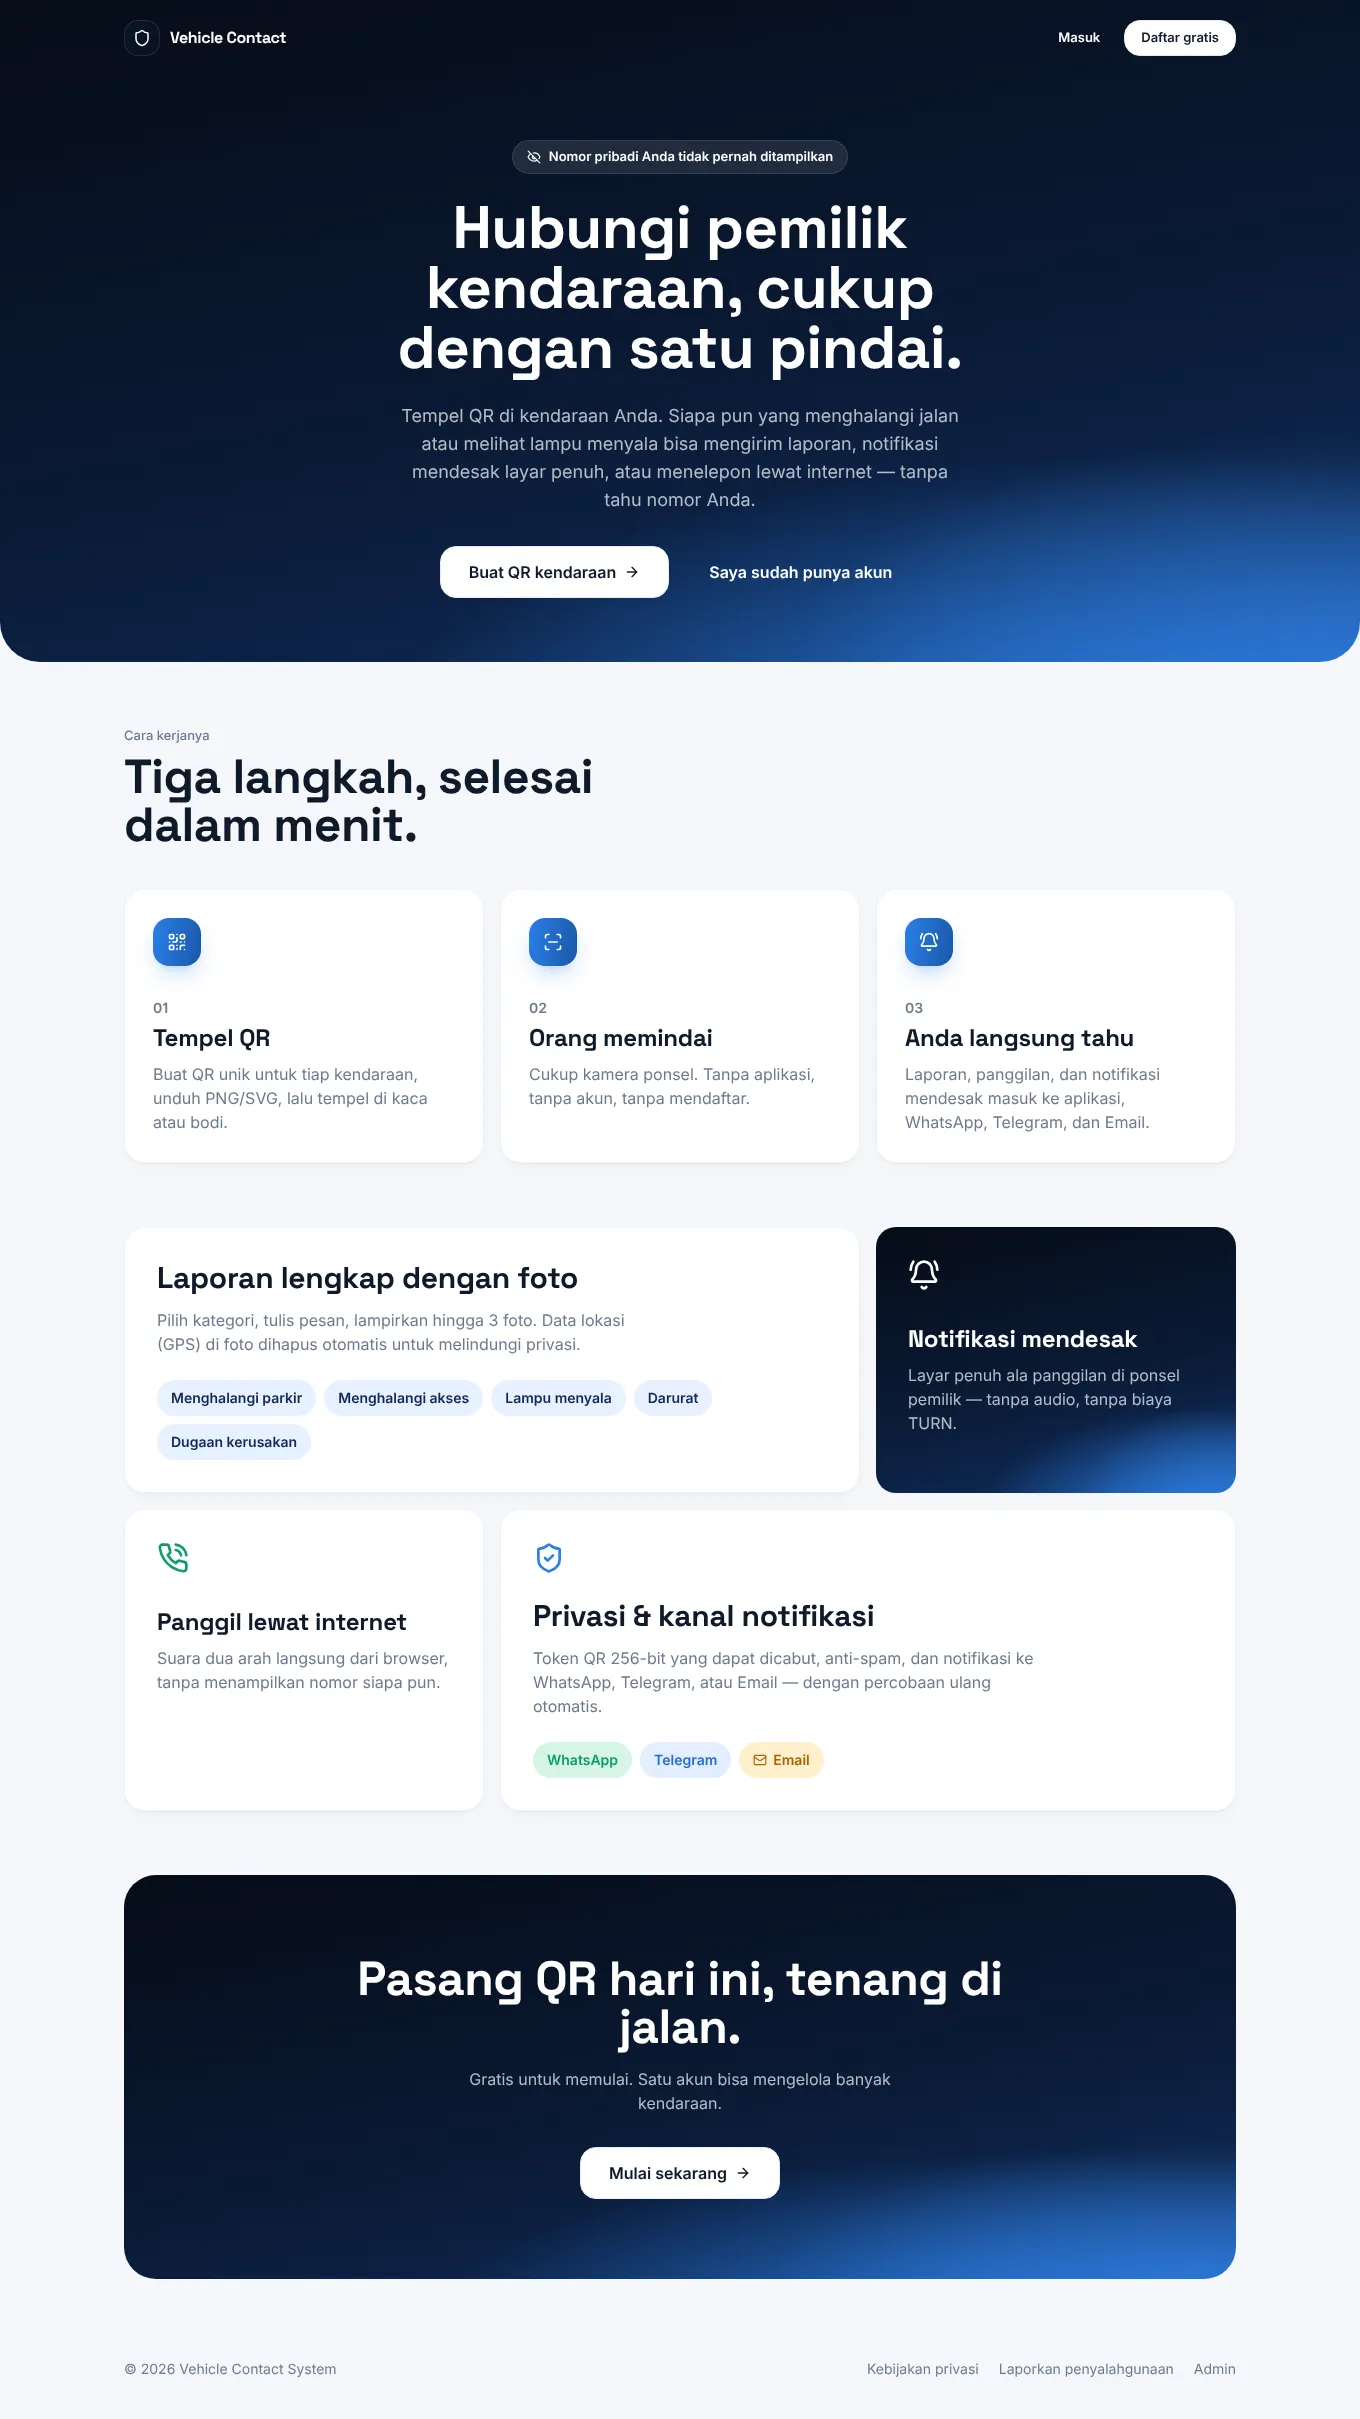 Vehicle Contact
Masuk
Daftar gratis
Nomor pribadi Anda tidak pernah ditampilkan
Hubungi pemilik
kendaraan, cukup
dengan satu pindai.
Tempel QR di kendaraan Anda. Siapa pun yang menghalangi jalan
atau melihat lampu menyala bisa mengirim laporan, notifikasi
mendesak layar penuh, atau menelepon lewat internet — tanpa
tahu nomor Anda.
Buat QR kendaraan
Saya sudah punya akun
Cara kerjanya
Tiga langkah, selesai
dalam menit.
01
Tempel QR
Buat QR unik untuk tiap kendaraan,
unduh PNG/SVG, lalu tempel di kaca
atau bodi.
02
Orang memindai
Cukup kamera ponsel. Tanpa aplikasi,
tanpa akun, tanpa mendaftar.
03
Anda langsung tahu
Laporan, panggilan, dan notifikasi
mendesak masuk ke aplikasi,
WhatsApp, Telegram, dan Email.
Laporan lengkap dengan foto
Pilih kategori, tulis pesan, lampirkan hingga 3 foto. Data lokasi
(GPS) di foto dihapus otomatis untuk melindungi privasi.
Menghalangi parkir
Menghalangi akses
Lampu menyala
Darurat
Dugaan kerusakan
Notifikasi mendesak
Layar penuh ala panggilan di ponsel
pemilik — tanpa audio, tanpa biaya
TURN.
Panggil lewat internet
Suara dua arah langsung dari browser,
tanpa menampilkan nomor siapa pun.
Privasi & kanal notifikasi
Token QR 256-bit yang dapat dicabut, anti-spam, dan notifikasi ke
WhatsApp, Telegram, atau Email — dengan percobaan ulang
otomatis.
WhatsApp
Telegram
Email
Pasang QR hari ini, tenang di
jalan.
Gratis untuk memulai. Satu akun bisa mengelola banyak
kendaraan.
Mulai sekarang
© 2026 Vehicle Contact System
Kebijakan privasi
Laporkan penyalahgunaan
Admin